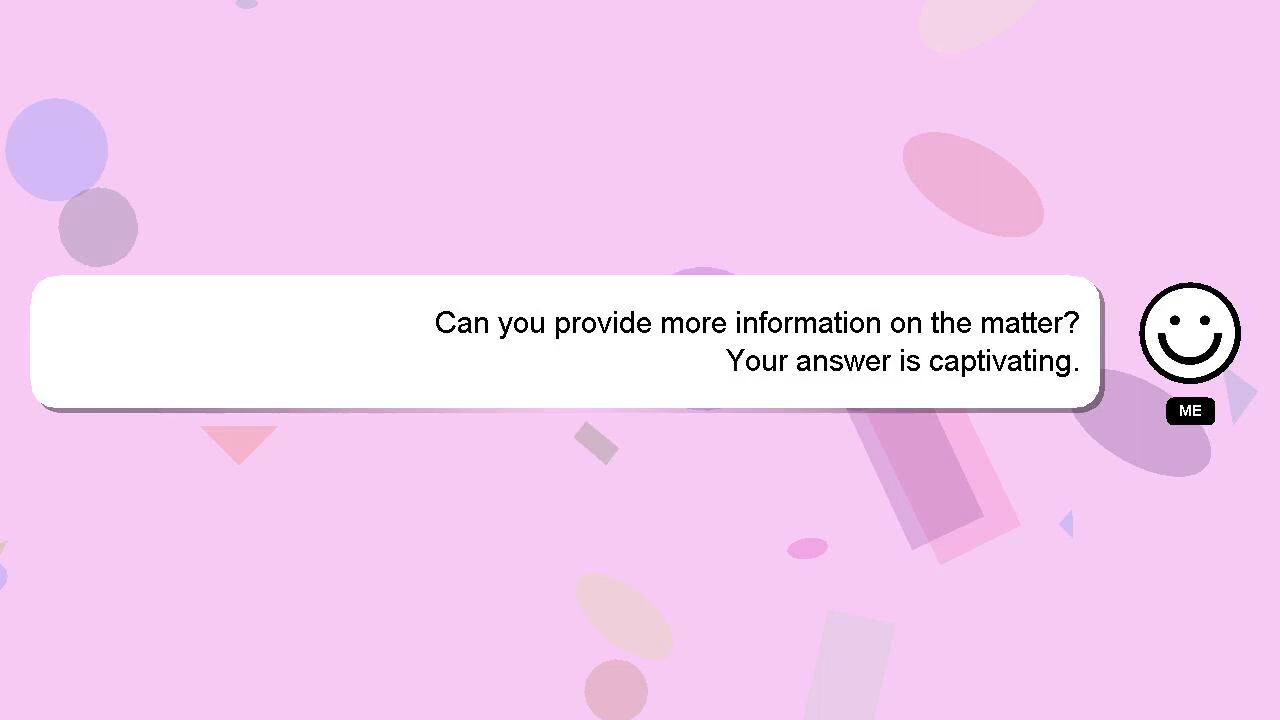 Can you provide more information on the matter?
Your answer is captivating.
ME